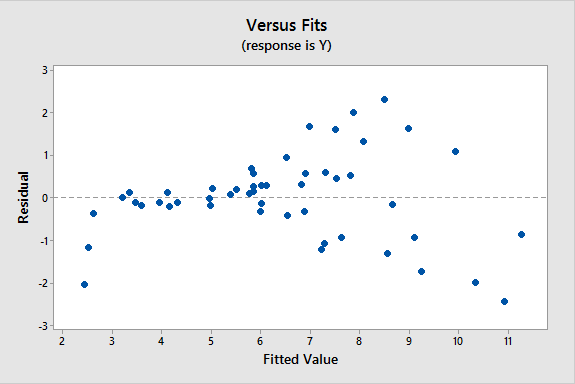 Versus Fits
(response is Y)
3
2
1
0
-1
-2
-3
Residual
2 3 4 5 6 7 8 9 10 11
Fitted Value